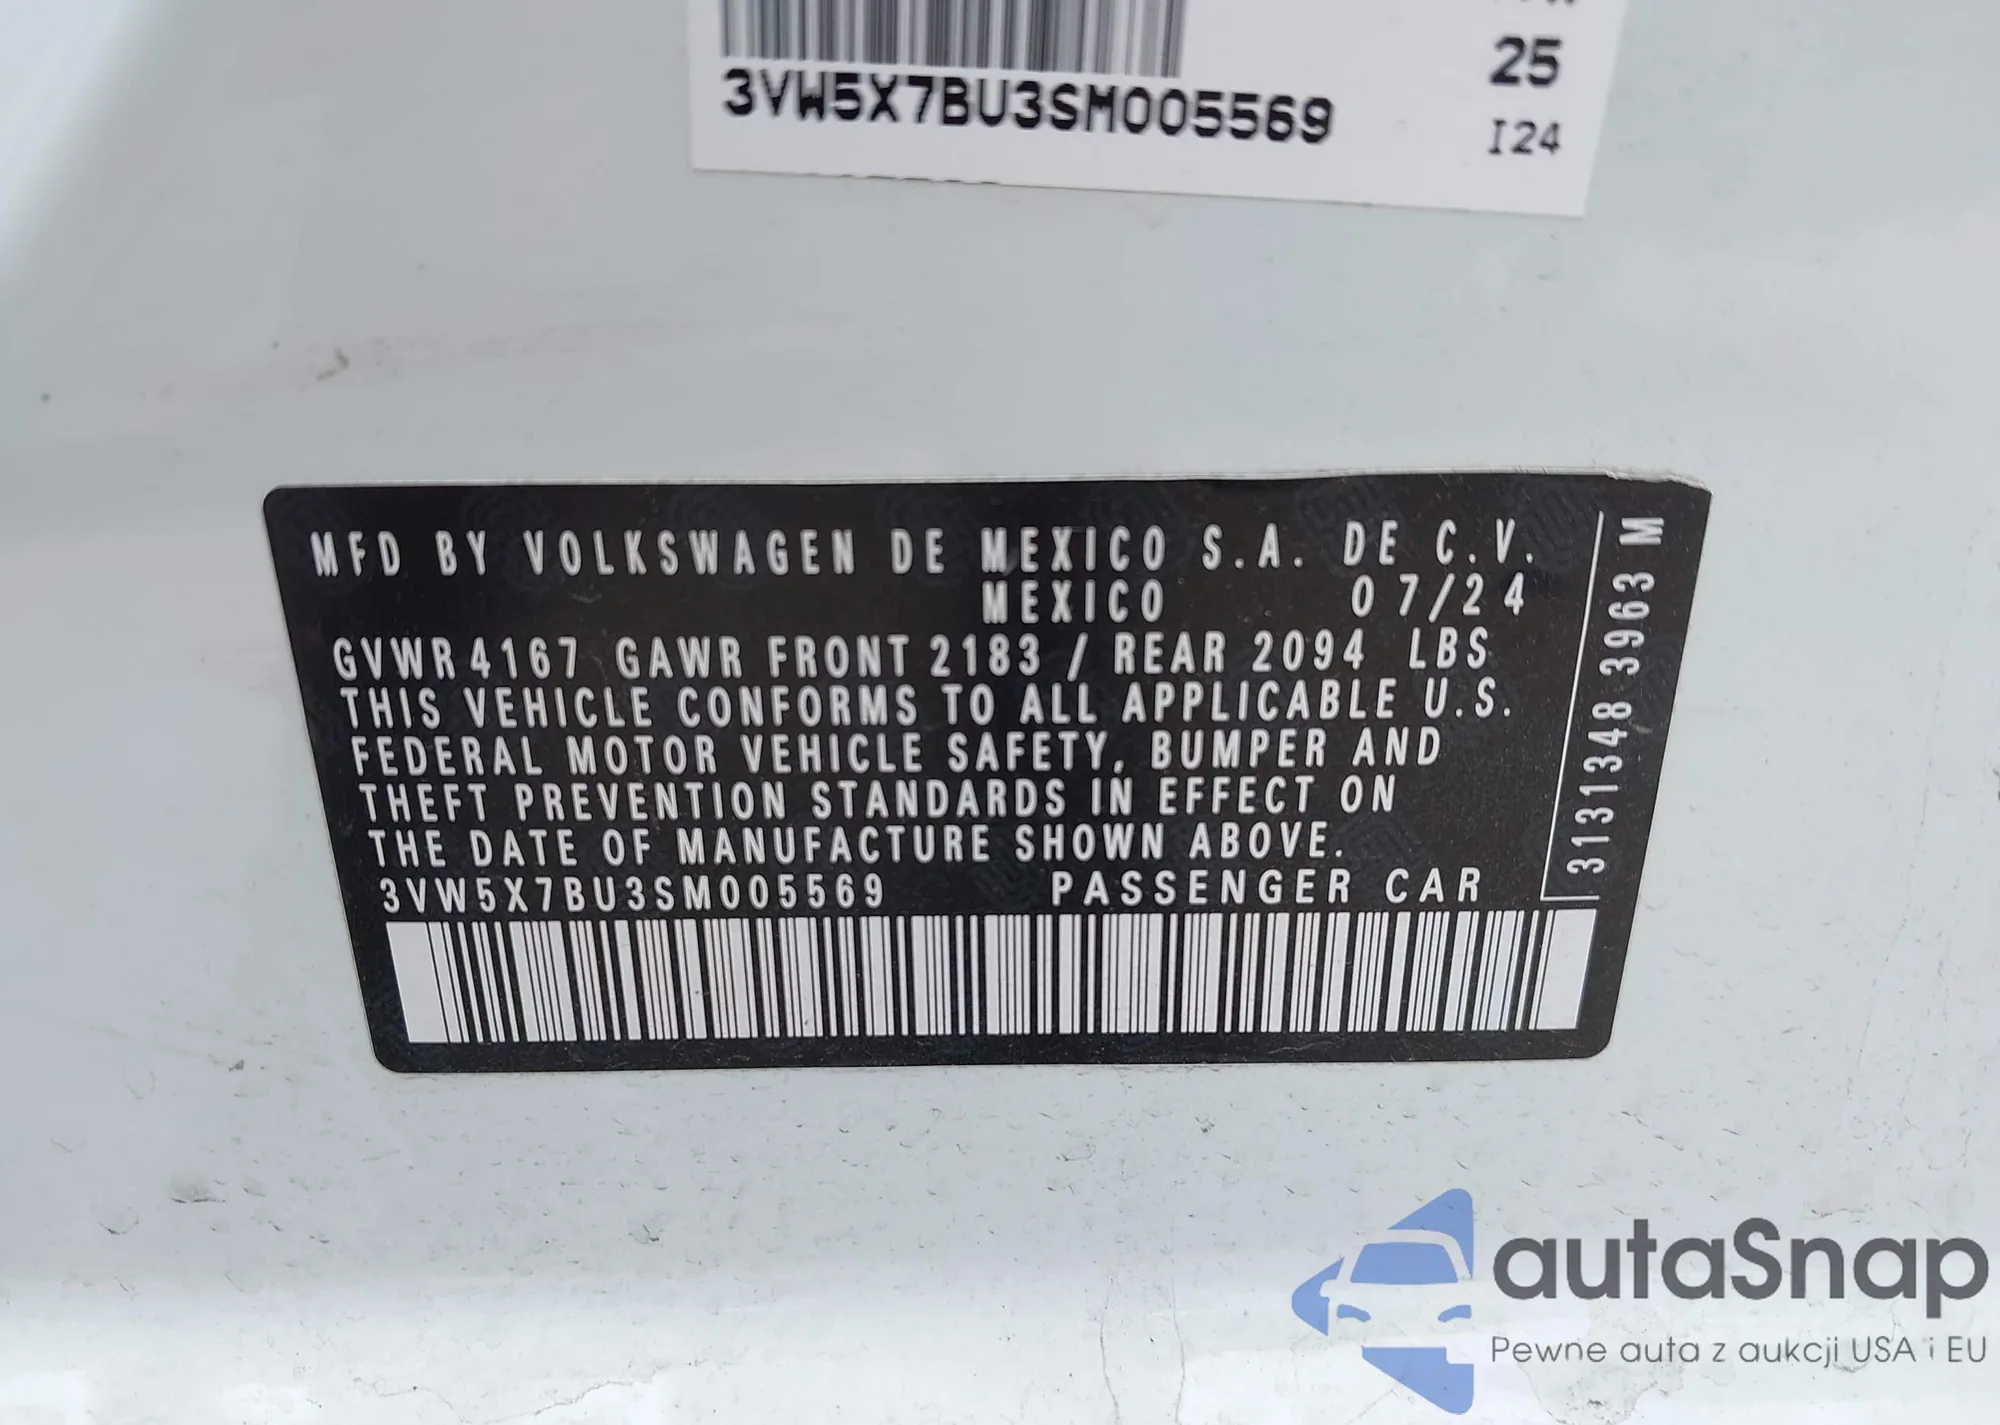 25
3VW5X7BU3SM005569
I24
MFD BY VOLKSWAGEN DE MEXICO S.A. DE C.V.
MEXICO 07/24
GVWR 4167 GAWR FRONT 2183 / REAR 2094 LBS
THIS VEHICLE CONFORMS TO ALL APPLICABLE U.S.
FEDERAL MOTOR VEHICLE SAFETY, BUMPER AND
THEFT PREVENTION STANDARDS IN EFFECT ON
THE DATE OF MANUFACTURE SHOWN ABOVE.
3VW5X7BU3SM005569 PASSENGER CAR
3131348 3963 M
autaSnap
Pewne auta z aukcji USA i EU